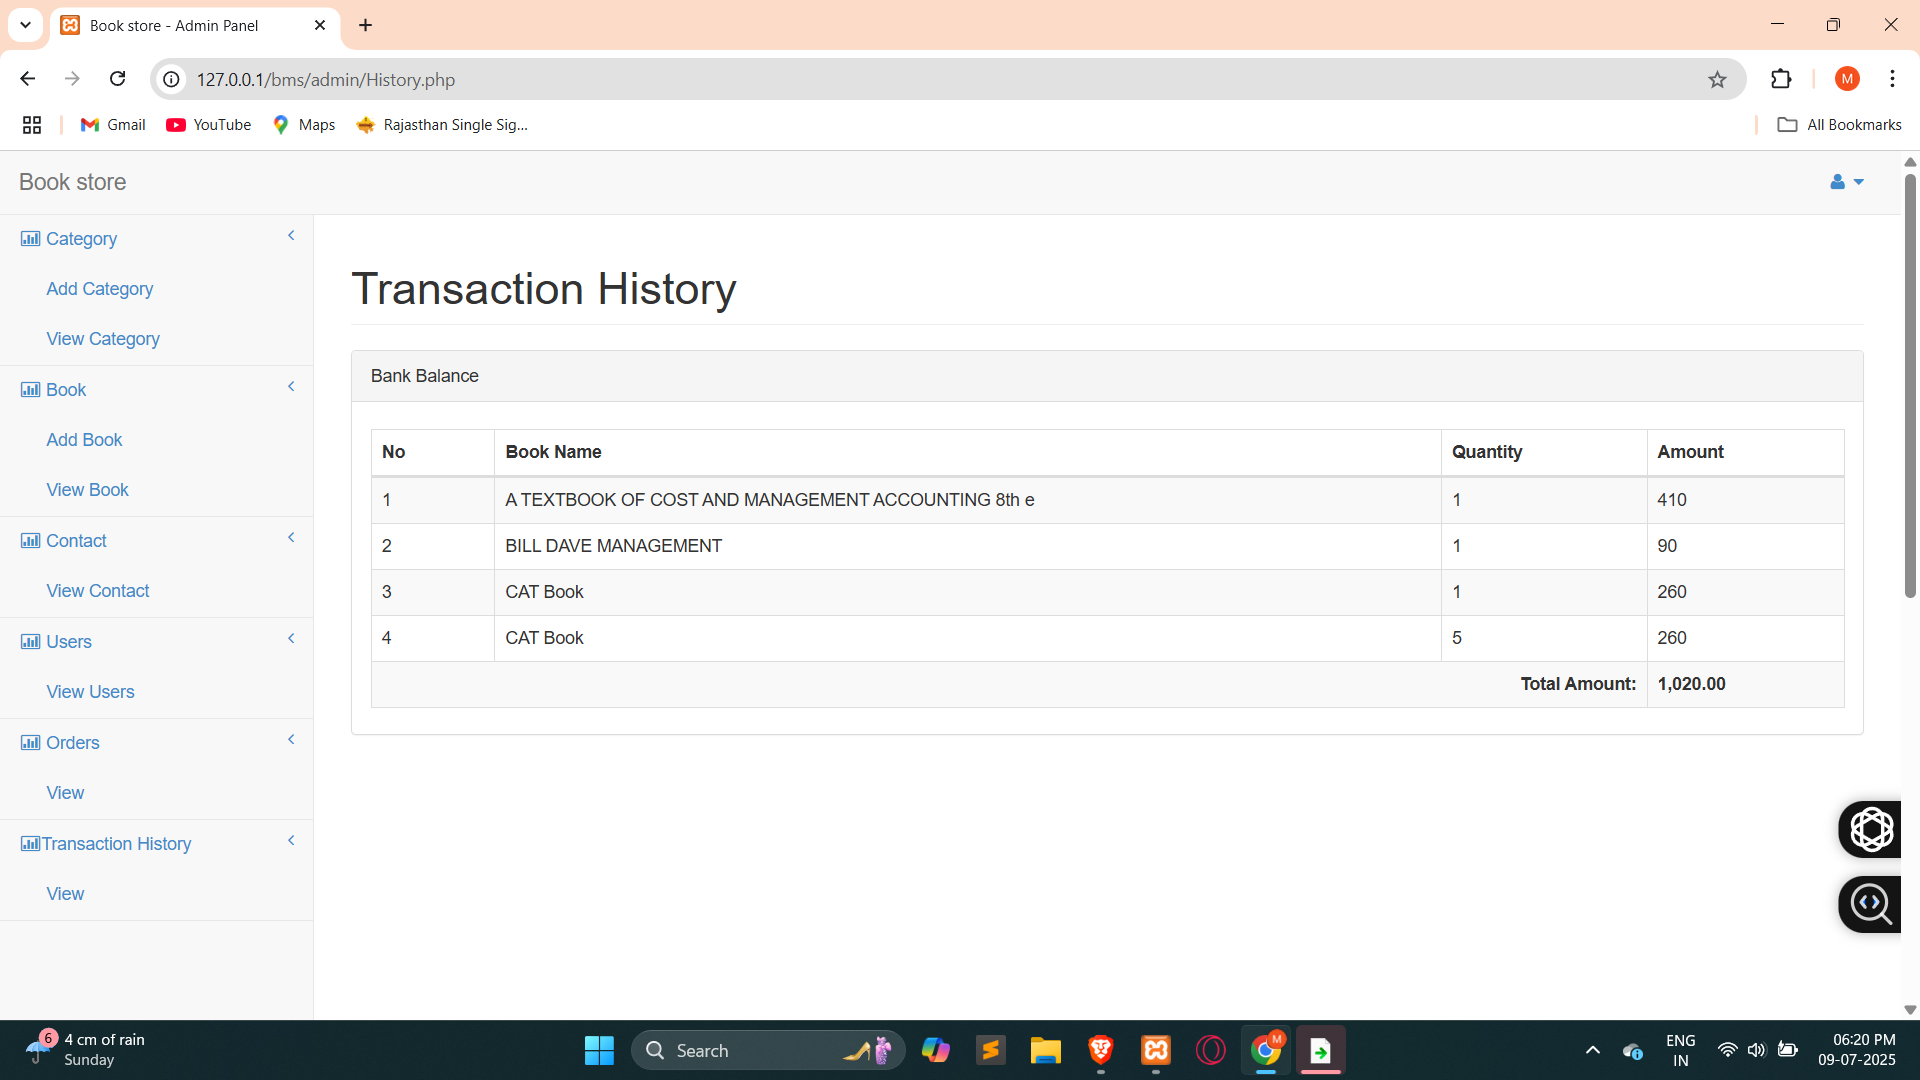 Book store - Admin Panel
127.0.0.1/bms/admin/History.php
M
Gmail
YouTube
Maps
Rajasthan Single Sig...
All Bookmarks
Book store
Category
Add Category
View Category
Book
Add Book
View Book
Contact
View Contact
Users
View Users
Orders
View
Transaction History
View
Transaction History
Bank Balance
No Book Name Quantity Amount
1 A TEXTBOOK OF COST AND MANAGEMENT ACCOUNTING 8th e 1 410
2 BILL DAVE MANAGEMENT 1 90
3 CAT Book 1 260
4 CAT Book 5 260
Total Amount: 1,020.00
6
4 cm of rain
Sunday
Search
M
ENG
IN
06:20 PM
09-07-2025